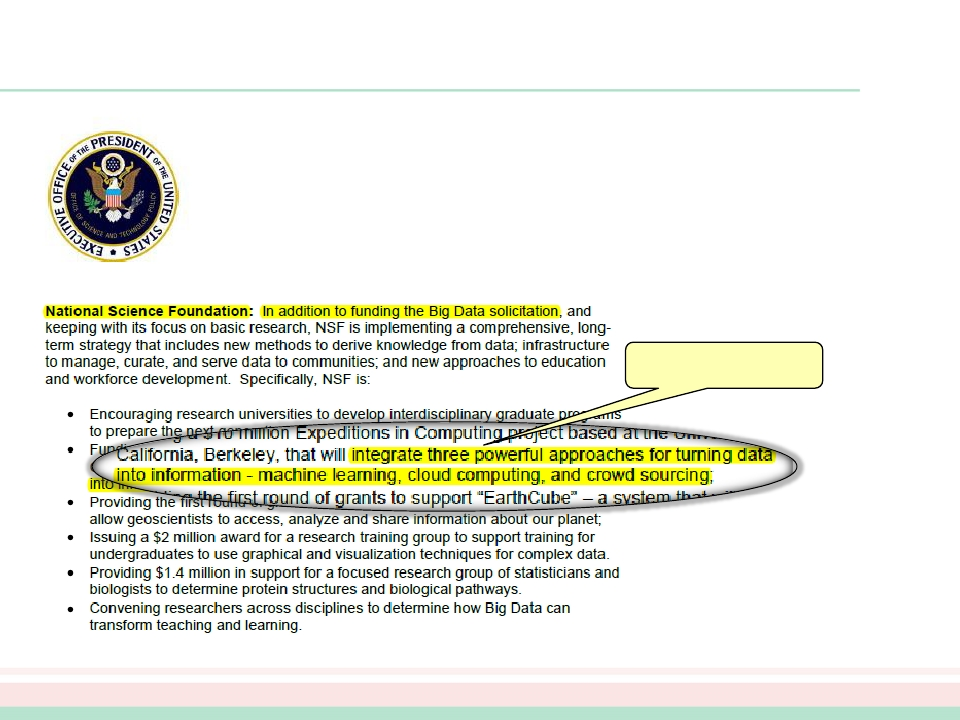 EXECUTIVE OFFICE OF THE PRESIDENT OF THE UNITED STATES
OFFICE OF SCIENCE AND TECHNOLOGY POLICY
National Science Foundation: In addition to funding the Big Data solicitation, and
keeping with its focus on basic research, NSF is implementing a comprehensive, long-
term strategy that includes new methods to derive knowledge from data; infrastructure
to manage, curate, and serve data to communities; and new approaches to education
and workforce development. Specifically, NSF is:
• Encouraging research universities to develop interdisciplinary graduate programs
to prepare the next
million Expeditions in Computing project based at the
California, Berkeley, that will integrate three powerful approaches for turning data
into information - machine learning, cloud computing, and crowd sourcing;
the first round of grants to support “EarthCube” – a system that
• Providing the first round
allow geoscientists to access, analyze and share information about our planet;
• Issuing a $2 million award for a research training group to support training for
undergraduates to use graphical and visualization techniques for complex data.
• Providing $1.4 million in support for a focused research group of statisticians and
biologists to determine protein structures and biological pathways.
• Convening researchers across disciplines to determine how Big Data can
transform teaching and learning.